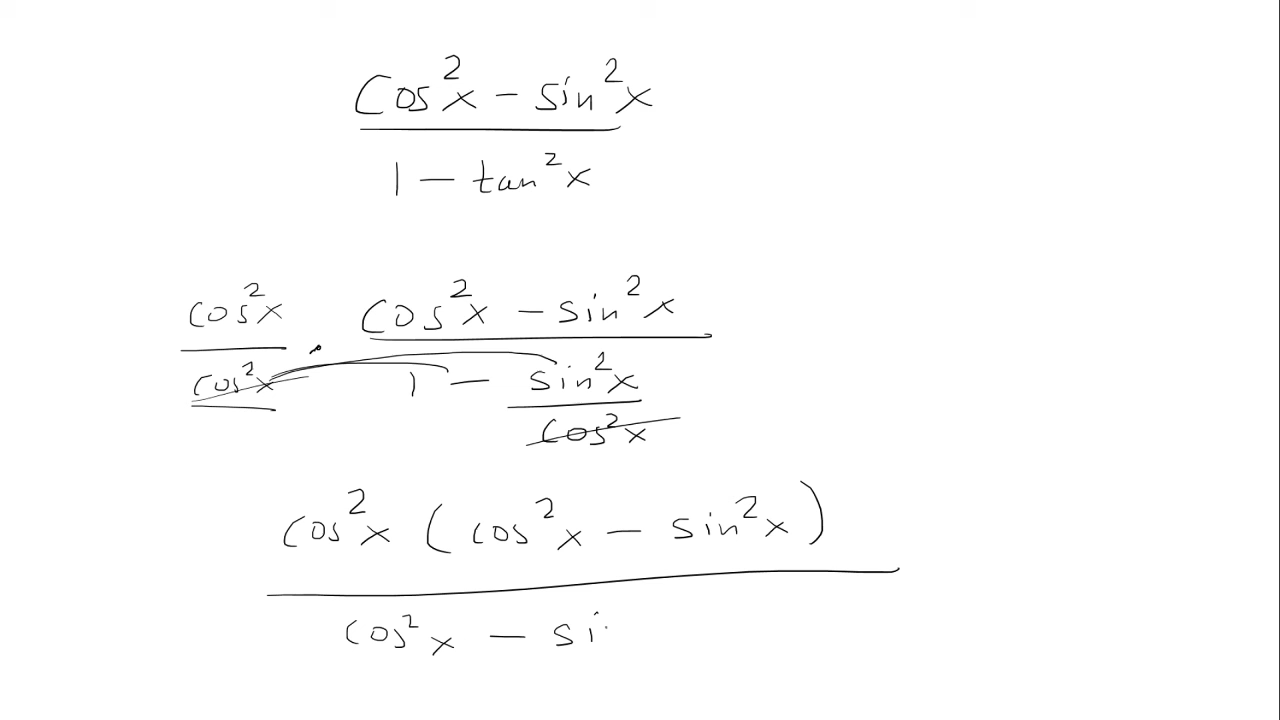 cos²x − sin²x
1 − tan²x
cos²x · cos²x − sin²x
cos²x 1 − sin²x
cos²x
cos²x (cos²x − sin²x)
cos²x − si